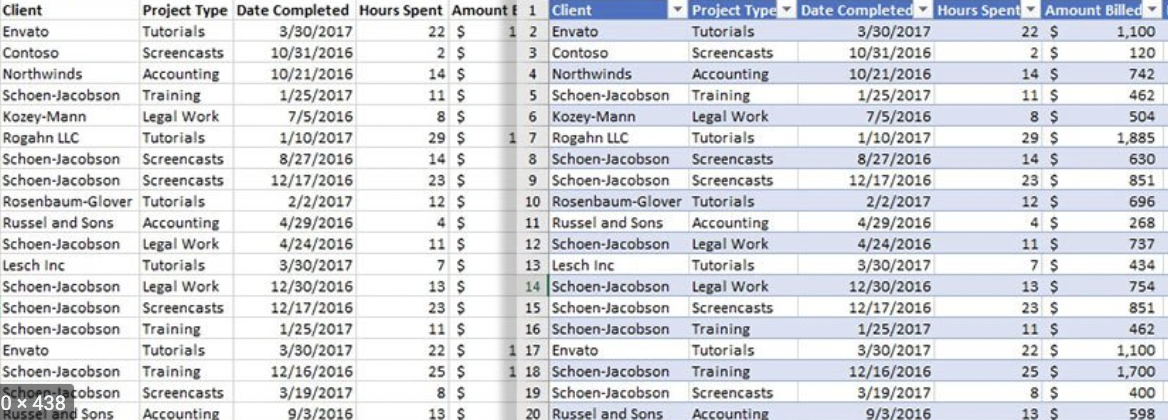 Client Project Type Date Completed Hours Spent Amount 1 Client Project Type Date Completed Hours Spent Amount Billed
Envato Tutorials 3/30/2017 22 $ 1 2 Envato Tutorials 3/30/2017 22 $ 1,100
Contoso Screencasts 10/31/2016 2 $ 3 Contoso Screencasts 10/31/2016 2 $ 120
Northwinds Accounting 10/21/2016 14 $ 4 Northwinds Accounting 10/21/2016 14 $ 742
Schoen-Jacobson Training 1/25/2017 11 $ 5 Schoen-Jacobson Training 1/25/2017 11 $ 462
Kozey-Mann Legal Work 7/5/2016 8 $ 6 Kozey-Mann Legal Work 7/5/2016 8 $ 504
Rogahn LLC Tutorials 1/10/2017 29 $ 1 7 Rogahn LLC Tutorials 1/10/2017 29 $ 1,885
Schoen-Jacobson Screencasts 8/27/2016 14 $ 8 Schoen-Jacobson Screencasts 8/27/2016 14 $ 630
Schoen-Jacobson Screencasts 12/17/2016 23 $ 9 Schoen-Jacobson Screencasts 12/17/2016 23 $ 851
Rosenbaum-Glover Tutorials 2/2/2017 12 $ 10 Rosenbaum-Glover Tutorials 2/2/2017 12 $ 696
Russel and Sons Accounting 4/29/2016 4 $ 11 Russel and Sons Accounting 4/29/2016 4 $ 268
Schoen-Jacobson Legal Work 4/24/2016 11 $ 12 Schoen-Jacobson Legal Work 4/24/2016 11 $ 737
Lesch Inc Tutorials 3/30/2017 7 $ 13 Lesch Inc Tutorials 3/30/2017 7 $ 434
Schoen-Jacobson Legal Work 12/30/2016 13 $ 14 Schoen-Jacobson Legal Work 12/30/2016 13 $ 754
Schoen-Jacobson Screencasts 12/17/2016 23 $ 15 Schoen-Jacobson Screencasts 12/17/2016 23 $ 851
Schoen-Jacobson Training 1/25/2017 11 $ 16 Schoen-Jacobson Training 1/25/2017 11 $ 462
Envato Tutorials 3/30/2017 22 $ 1 17 Envato Tutorials 3/30/2017 22 $ 1,100
Schoen-Jacobson Training 12/16/2016 25 $ 1 18 Schoen-Jacobson Training 12/16/2016 25 $ 1,700
Schoen-Jacobson Screencasts 3/19/2017 8 $ 19 Schoen-Jacobson Screencasts 3/19/2017 8 $ 400
0 × 438
Russel and Sons Accounting 9/3/2016 13 $ 20 Russel and Sons Accounting 9/3/2016 13 $ 598